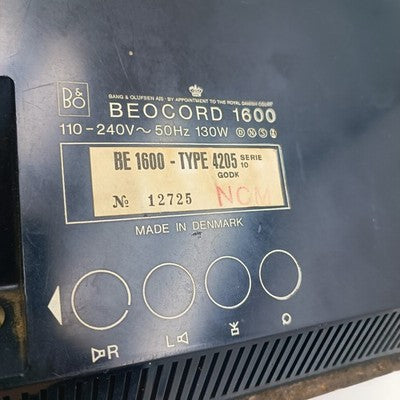 B&O
BANG & OLUFSEN A/S · BY APPOINTMENT TO THE ROYAL DANISH COURT
BEOCORD 1600
110-240V~ 50Hz 130W Ⓓ Ⓝ Ⓢ
BE 1600 - TYPE 4205 SERIE 10
GODK NOM
№ 12725
MADE IN DENMARK
R
L